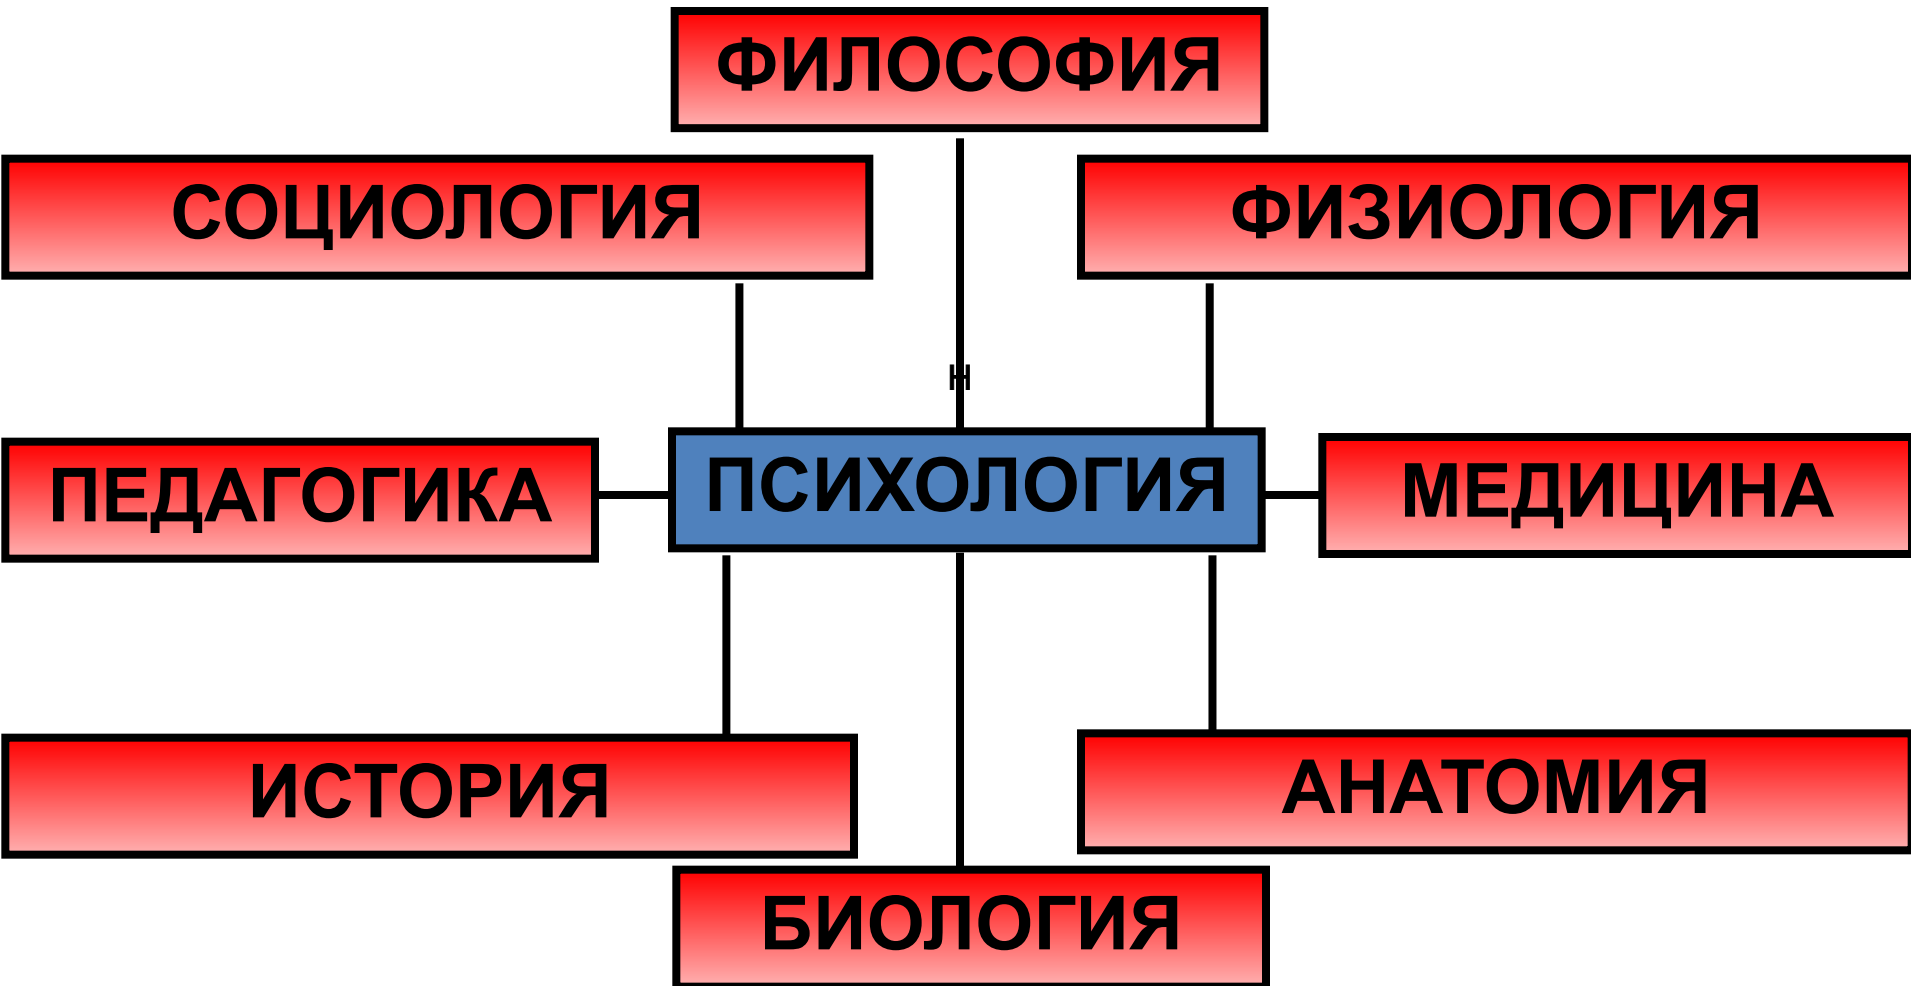 ФИЛОСОФИЯ
СОЦИОЛОГИЯ
ФИЗИОЛОГИЯ
н
ПЕДАГОГИКА
ПСИХОЛОГИЯ
МЕДИЦИНА
ИСТОРИЯ
АНАТОМИЯ
БИОЛОГИЯ